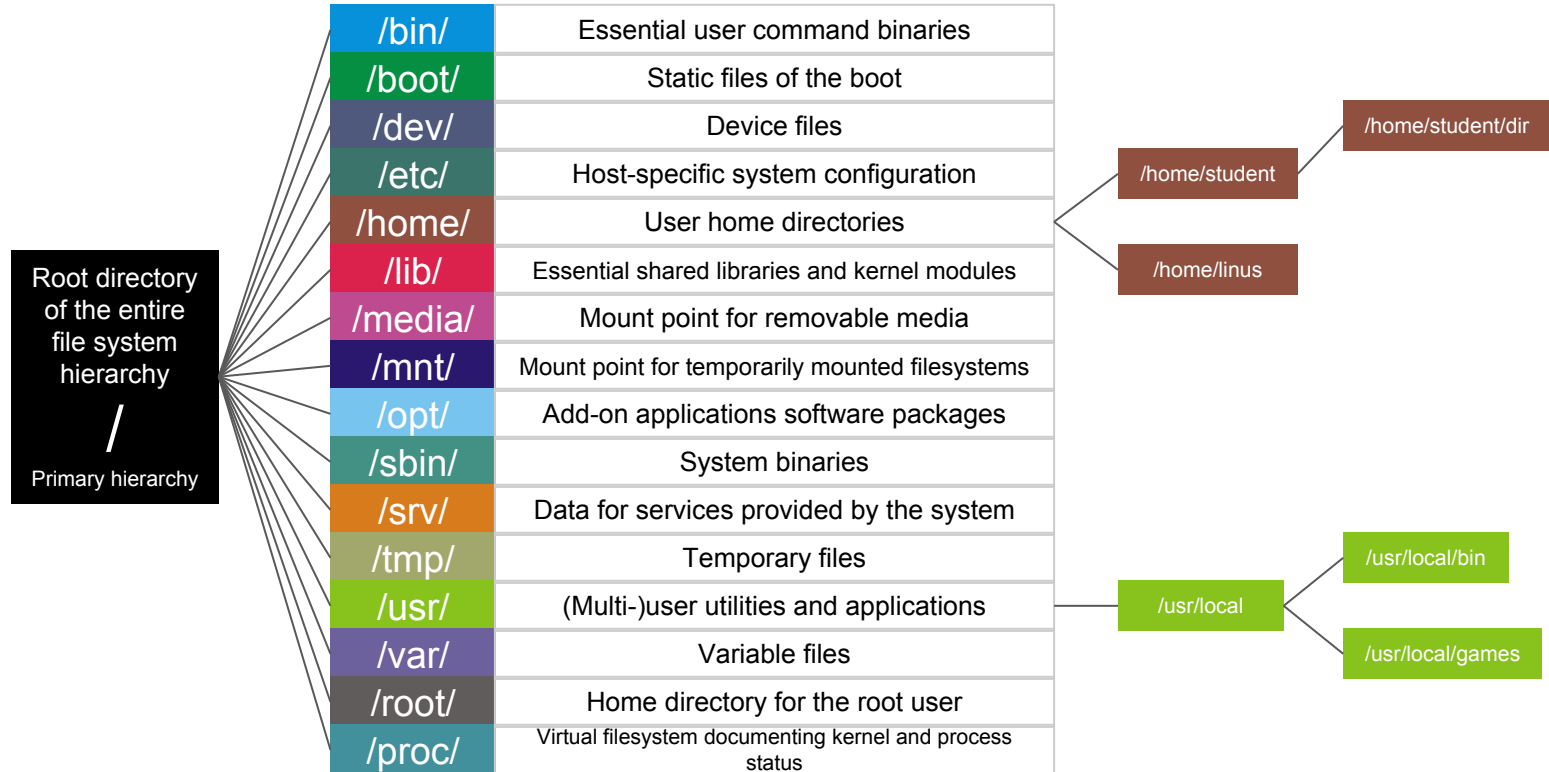 Root directory
of the entire
file system
hierarchy
/
Primary hierarchy
/bin/ Essential user command binaries
/boot/ Static files of the boot
/dev/ Device files
/etc/ Host-specific system configuration
/home/ User home directories
/lib/ Essential shared libraries and kernel modules
/media/ Mount point for removable media
/mnt/ Mount point for temporarily mounted filesystems
/opt/ Add-on applications software packages
/sbin/ System binaries
/srv/ Data for services provided by the system
/tmp/ Temporary files
/usr/ (Multi-)user utilities and applications
/var/ Variable files
/root/ Home directory for the root user
/proc/ Virtual filesystem documenting kernel and process
status
/home/student
/home/student/dir
/home/linus
/usr/local
/usr/local/bin
/usr/local/games